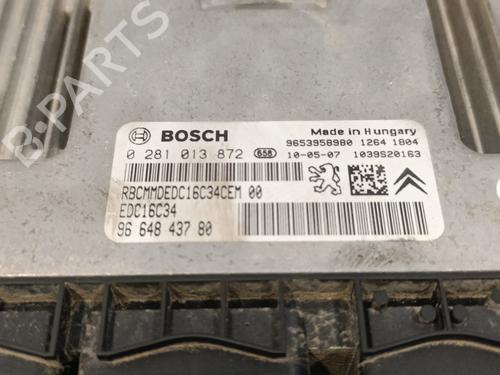 BOSCH
Made in Hungary
9653958980 1264 1804
0 281 013 872 658 10-05-07 1039S20163
RBCMMDEDC16C34CEM 00
EDC16C34
96 648 437 80
B-PARTS